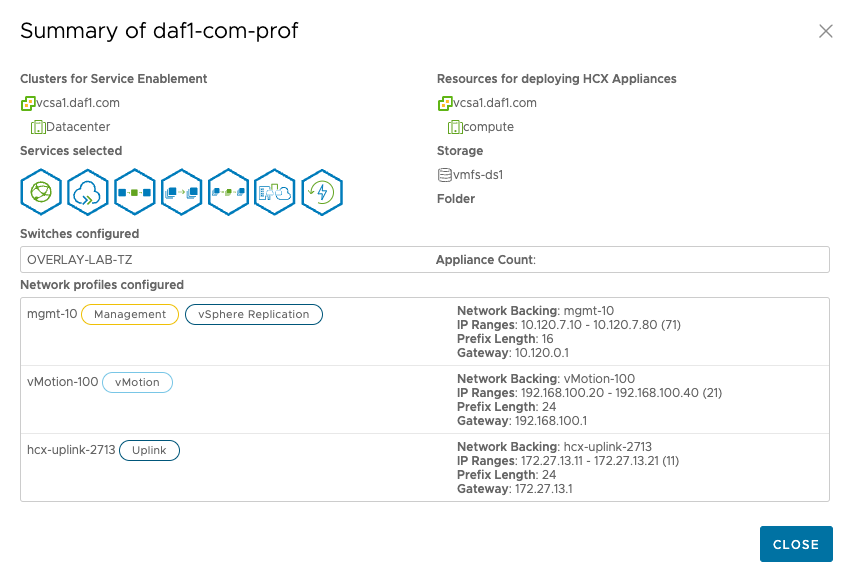 Summary of daf1-com-prof
Clusters for Service Enablement
vcsa1.daf1.com
Datacenter
Services selected
Resources for deploying HCX Appliances
vcsa1.daf1.com
compute
Storage
vmfs-ds1
Folder
Switches configured
OVERLAY-LAB-TZ Appliance Count:
Network profiles configured
mgmt-10 Management vSphere Replication
Network Backing: mgmt-10
IP Ranges: 10.120.7.10 - 10.120.7.80 (71)
Prefix Length: 16
Gateway: 10.120.0.1
vMotion-100 vMotion
Network Backing: vMotion-100
IP Ranges: 192.168.100.20 - 192.168.100.40 (21)
Prefix Length: 24
Gateway: 192.168.100.1
hcx-uplink-2713 Uplink
Network Backing: hcx-uplink-2713
IP Ranges: 172.27.13.11 - 172.27.13.21 (11)
Prefix Length: 24
Gateway: 172.27.13.1
CLOSE